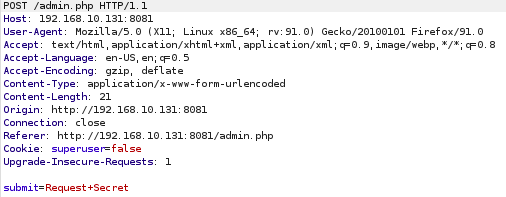 POST /admin.php HTTP/1.1
Host: 192.168.10.131:8081
User-Agent: Mozilla/5.0 (X11; Linux x86_64; rv:91.0) Gecko/20100101 Firefox/91.0
Accept: text/html,application/xhtml+xml,application/xml;q=0.9,image/webp,*/*;q=0.8
Accept-Language: en-US,en;q=0.5
Accept-Encoding: gzip, deflate
Content-Type: application/x-www-form-urlencoded
Content-Length: 21
Origin: http://192.168.10.131:8081
Connection: close
Referer: http://192.168.10.131:8081/admin.php
Cookie: superuser=false
Upgrade-Insecure-Requests: 1
submit=Request+Secret